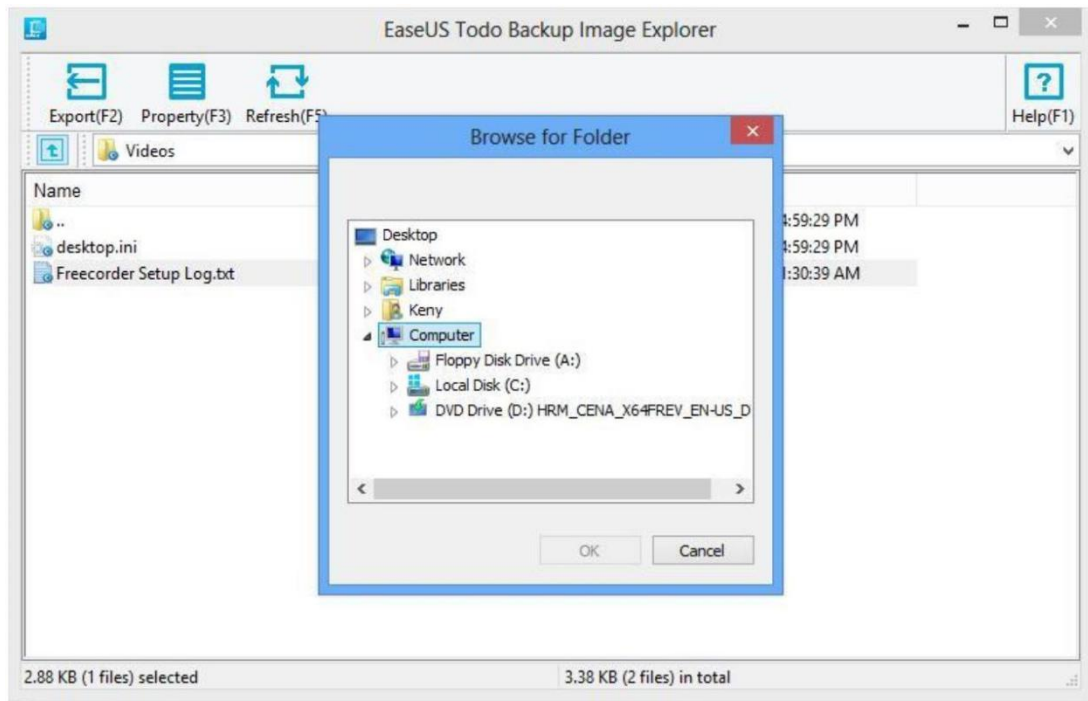 EaseUS Todo Backup Image Explorer
Export(F2) Property(F3) Refresh(F5) Help(F1)
Browse for Folder
Videos
Name
..
desktop.ini
Freecorder Setup Log.txt
4:59:29 PM
4:59:29 PM
:30:39 AM
Desktop
Network
Libraries
Keny
Computer
Floppy Disk Drive (A:)
Local Disk (C:)
DVD Drive (D:) HRM_CENA_X64FREV_EN-US_D
OK Cancel
2.88 KB (1 files) selected 3.38 KB (2 files) in total